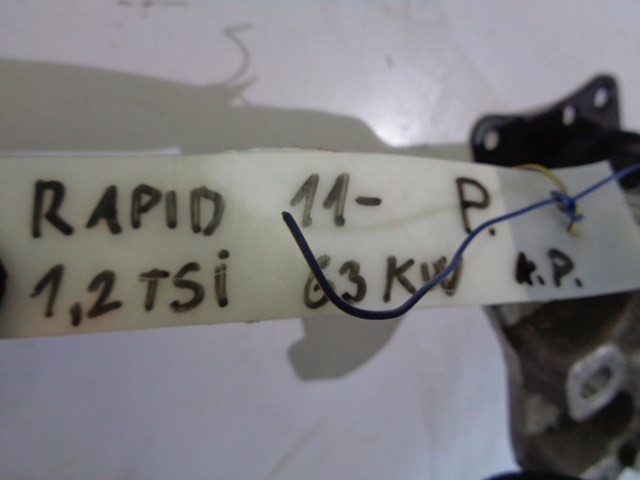 RAPID 11- P.
1,2 TSi 63 KW A.P.